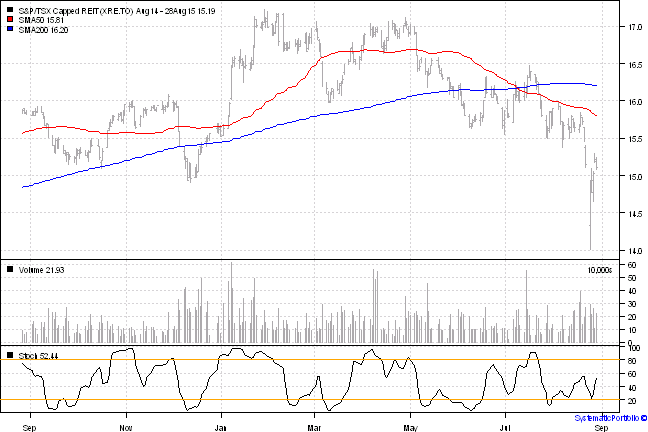 S&P/TSX Capped REIT (XRE.TO) Aug 14 - 28Aug15 15.19
SMA50 15.81
SMA200 16.20
17.0
16.5
16.0
15.5
15.0
14.5
14.0
Volume 21.93
10,000s
60
50
40
30
20
10
0
Stoch 52.44
100
80
60
40
20
Sep
Nov
Jan
Mar
May
Jul
Sep
SystematicPortfolio ©